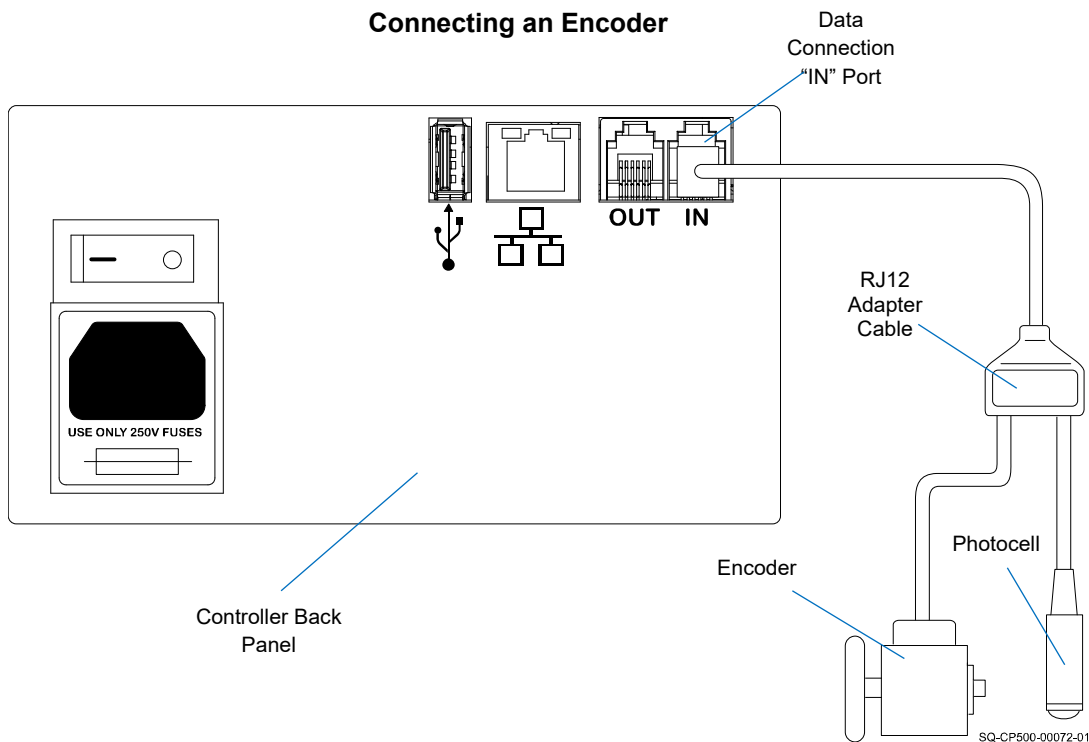 Connecting an Encoder
Data
Connection
“IN” Port
OUT IN
RJ12
Adapter
Cable
USE ONLY 250V FUSES
Photocell
Encoder
Controller Back
Panel
SQ-CP500-00072-01